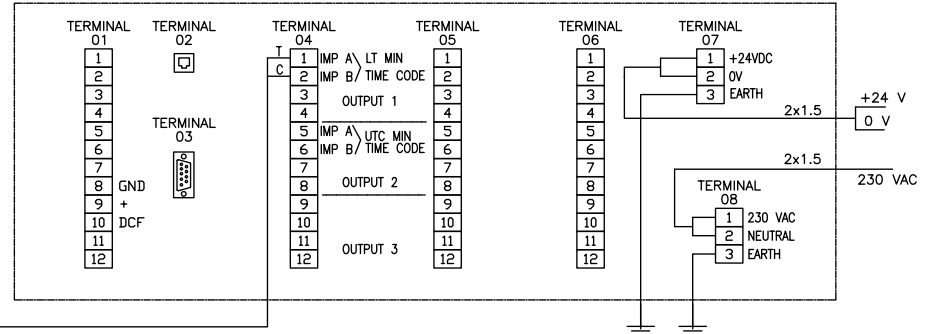 TERMINAL
01
1
2
3
4
5
6
7
8 GND
9 +
10 DCF
11
12
TERMINAL
02
TERMINAL
03
TERMINAL
04
T
C
1 IMP A\ LT MIN
2 IMP B/ TIME CODE
3
OUTPUT 1
4
5 IMP A\ UTC MIN
6 IMP B/ TIME CODE
7
8 OUTPUT 2
9
10
11 OUTPUT 3
12
TERMINAL
05
1
2
3
4
5
6
7
8
9
10
11
12
TERMINAL
06
1
2
3
4
5
6
7
8
9
10
11
12
TERMINAL
07
1 +24VDC
2 0V
3 EARTH
2x1.5
+24 V
0 V
2x1.5
230 VAC
TERMINAL
08
1 230 VAC
2 NEUTRAL
3 EARTH